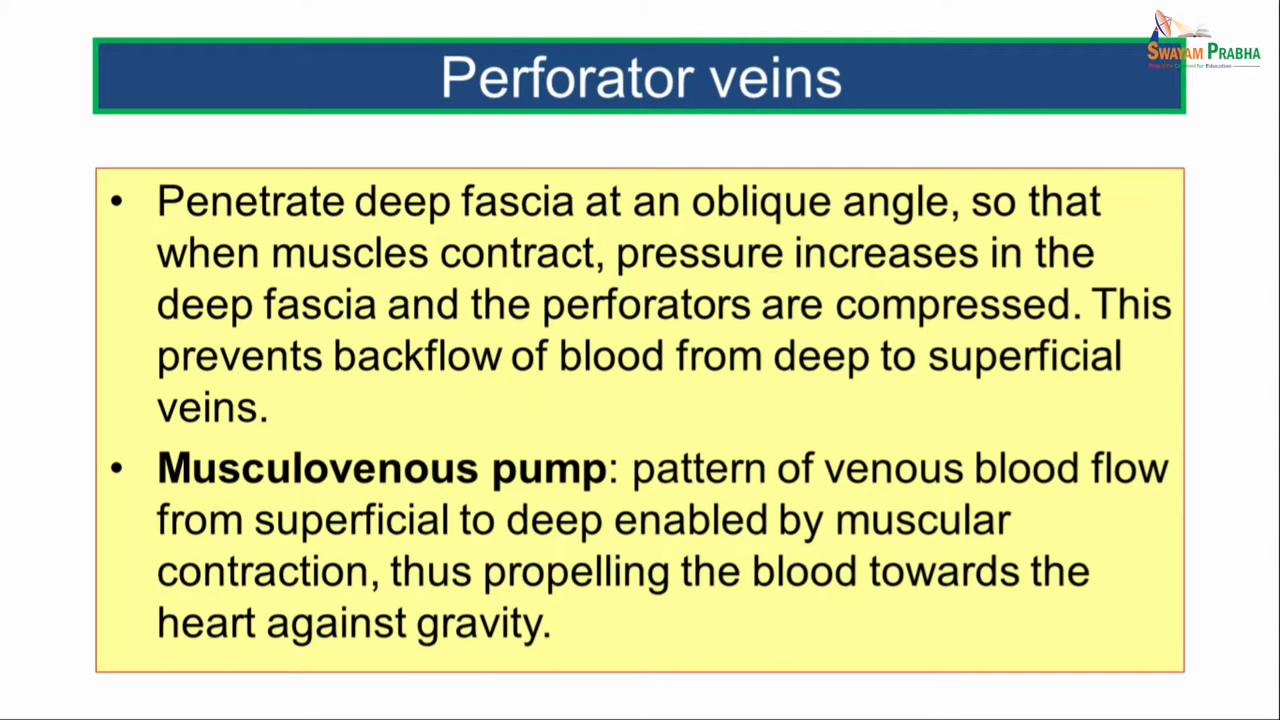 SWAYAM PRABHA
Perforator veins
• Penetrate deep fascia at an oblique angle, so that
when muscles contract, pressure increases in the
deep fascia and the perforators are compressed. This
prevents backflow of blood from deep to superficial
veins.
• Musculovenous pump: pattern of venous blood flow
from superficial to deep enabled by muscular
contraction, thus propelling the blood towards the
heart against gravity.